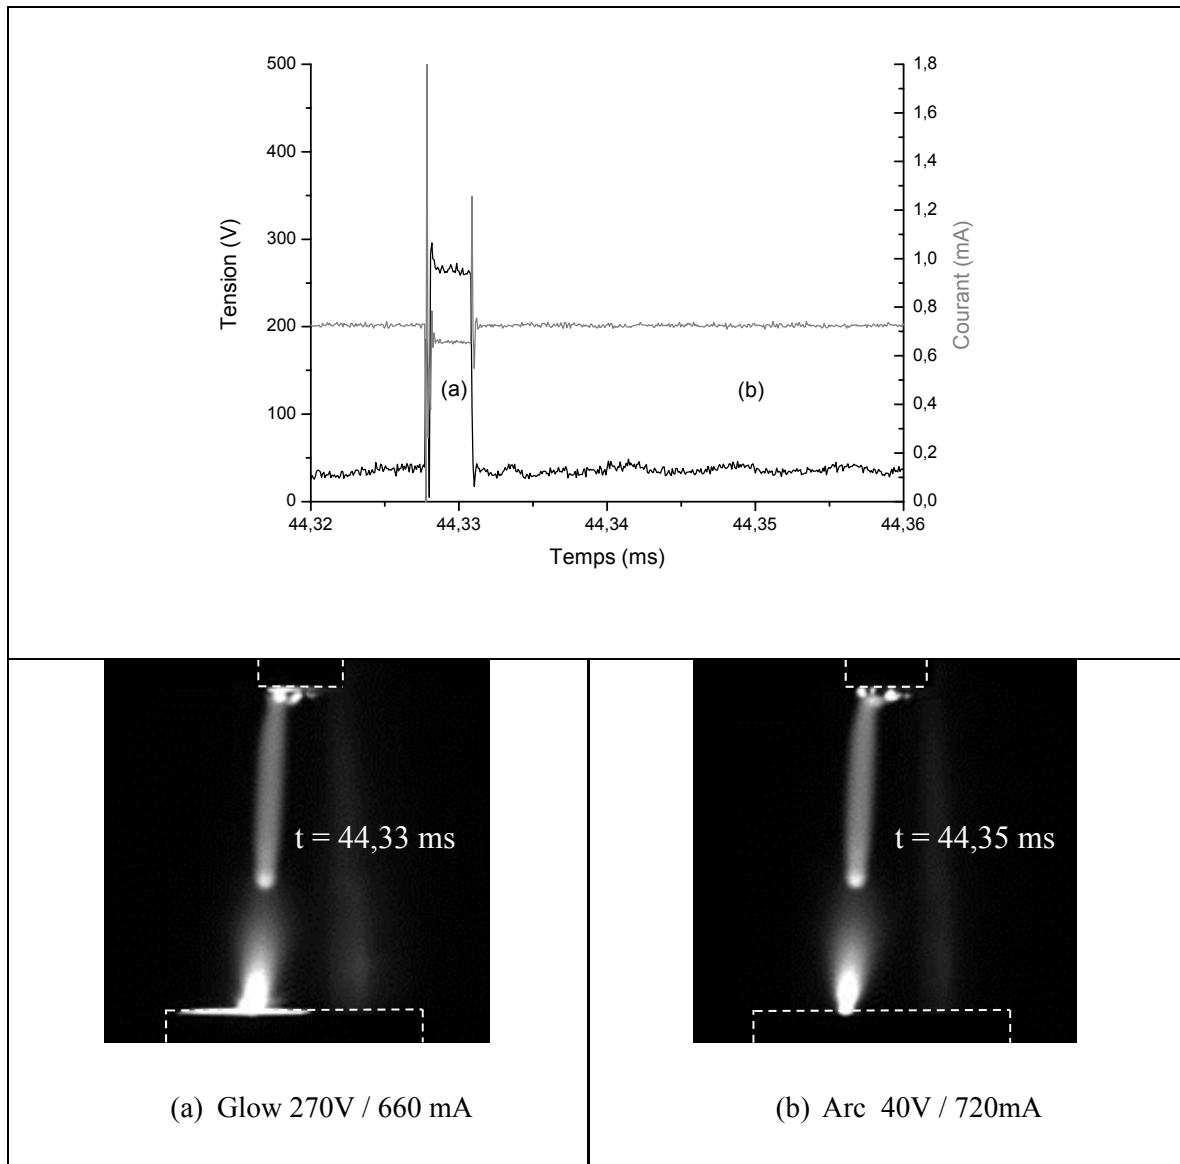 500
400
300
200
100
0
Tension (V)
1,8
1,6
1,4
1,2
1,0
0,8
0,6
0,4
0,2
0,0
Courant (mA)
(a)
(b)
44,32
44,33
44,34
44,35
44,36
Temps (ms)
t = 44,33 ms
t = 44,35 ms
(a) Glow 270V / 660 mA
(b) Arc 40V / 720mA